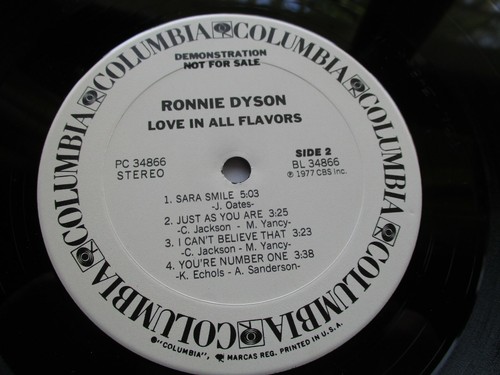 COLUMBIA COLUMBIA COLUMBIA COLUMBIA COLUMBIA COLUMBIA
DEMONSTRATION
NOT FOR SALE
RONNIE DYSON
LOVE IN ALL FLAVORS
SIDE 2
PC 34866
BL 34866
STEREO
℗ 1977 CBS Inc.
1. SARA SMILE 5:03
-J. Oates-
2. JUST AS YOU ARE 3:25
-C. Jackson - M. Yancy-
3. I CAN'T BELIEVE THAT 3:23
-C. Jackson - M. Yancy-
4. YOU'RE NUMBER ONE 3:38
-K. Echols - A. Sanderson-
"COLUMBIA", MARCAS REG. PRINTED IN U.S.A.